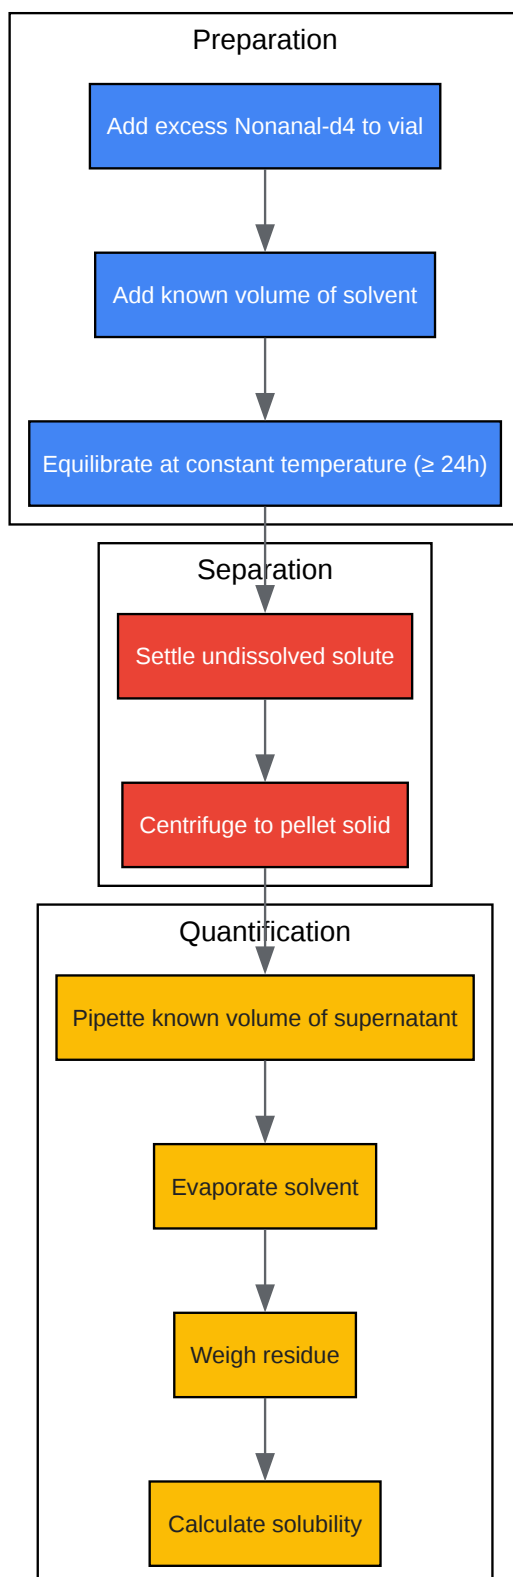 Preparation
Add excess Nonanal-d4 to vial
Add known volume of solvent
Equilibrate at constant temperature (≥ 24h)
Separation
Settle undissolved solute
Centrifuge to pellet solid
Quantification
Pipette known volume of supernatant
Evaporate solvent
Weigh residue
Calculate solubility